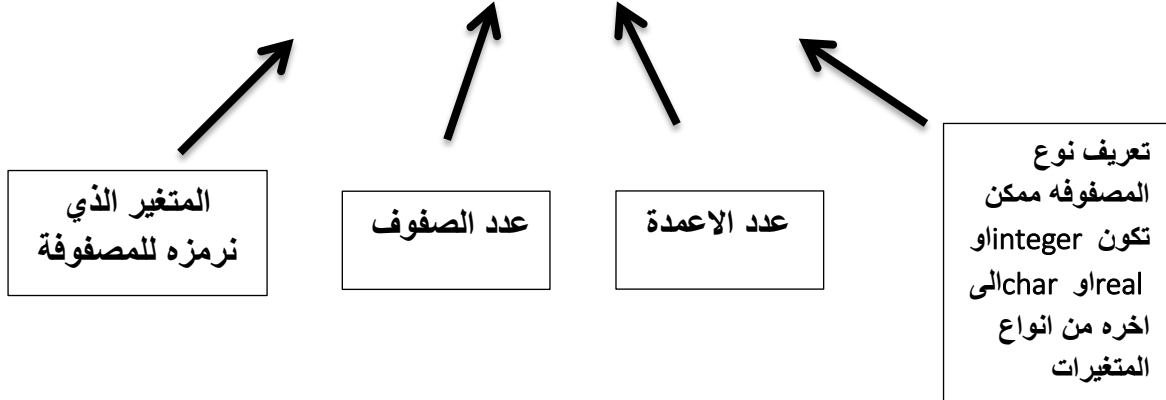 المتغير الذي
نرمزه للمصفوفة
عدد الصفوف
عدد الاعمدة
تعريف نوع
المصفوفه ممكن
تكون integerاو
realاو charالى
اخره من انواع
المتغيرات